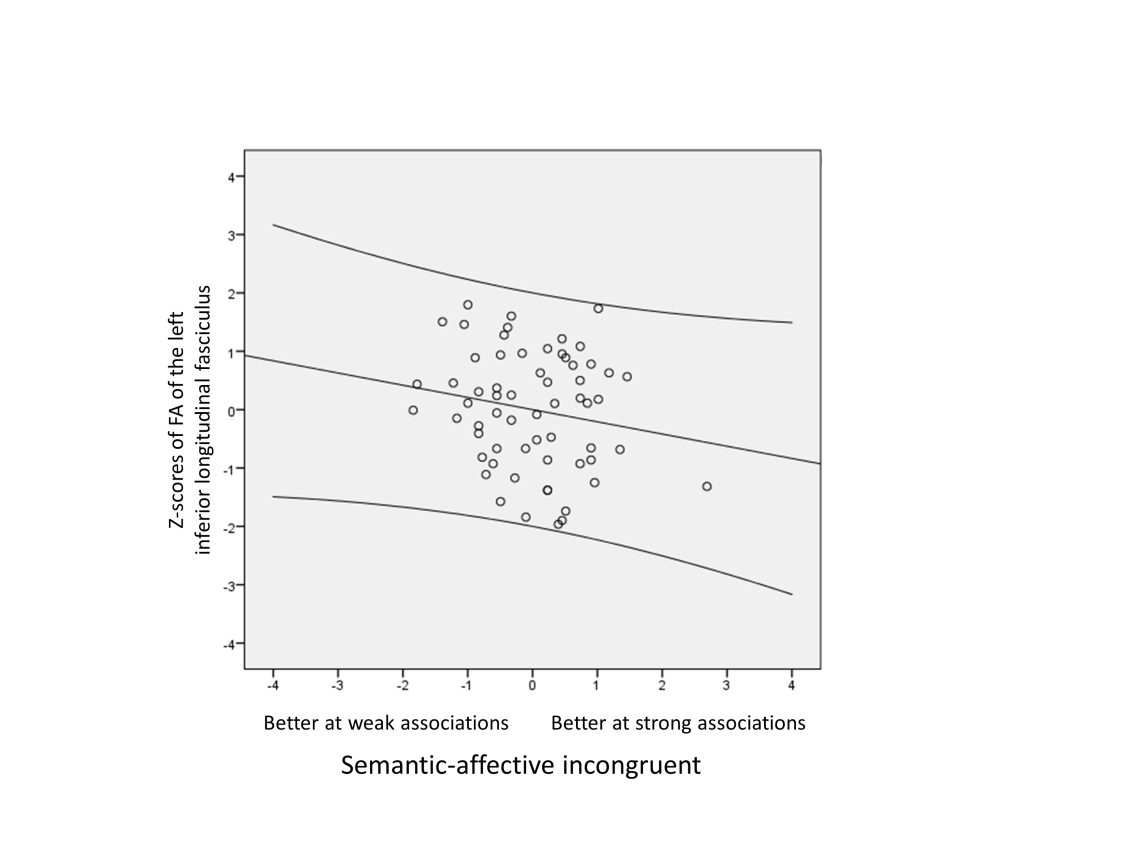 Z-scores of FA of the left
inferior longitudinal fasciculus
4
3
2
1
0
-1
-2
-3
-4
-4 -3 -2 -1 0 1 2 3 4
Better at weak associations Better at strong associations
Semantic-affective incongruent